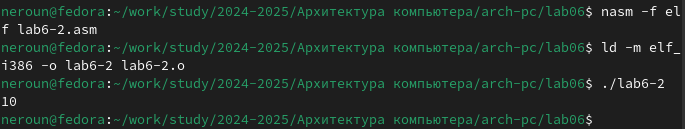 neroun@fedora:~/work/study/2024-2025/Архитектура компьютера/arch-pc/lab06$ nasm -f el
f lab6-2.asm
neroun@fedora:~/work/study/2024-2025/Архитектура компьютера/arch-pc/lab06$ ld -m elf_
i386 -o lab6-2 lab6-2.o
neroun@fedora:~/work/study/2024-2025/Архитектура компьютера/arch-pc/lab06$ ./lab6-2
10
neroun@fedora:~/work/study/2024-2025/Архитектура компьютера/arch-pc/lab06$